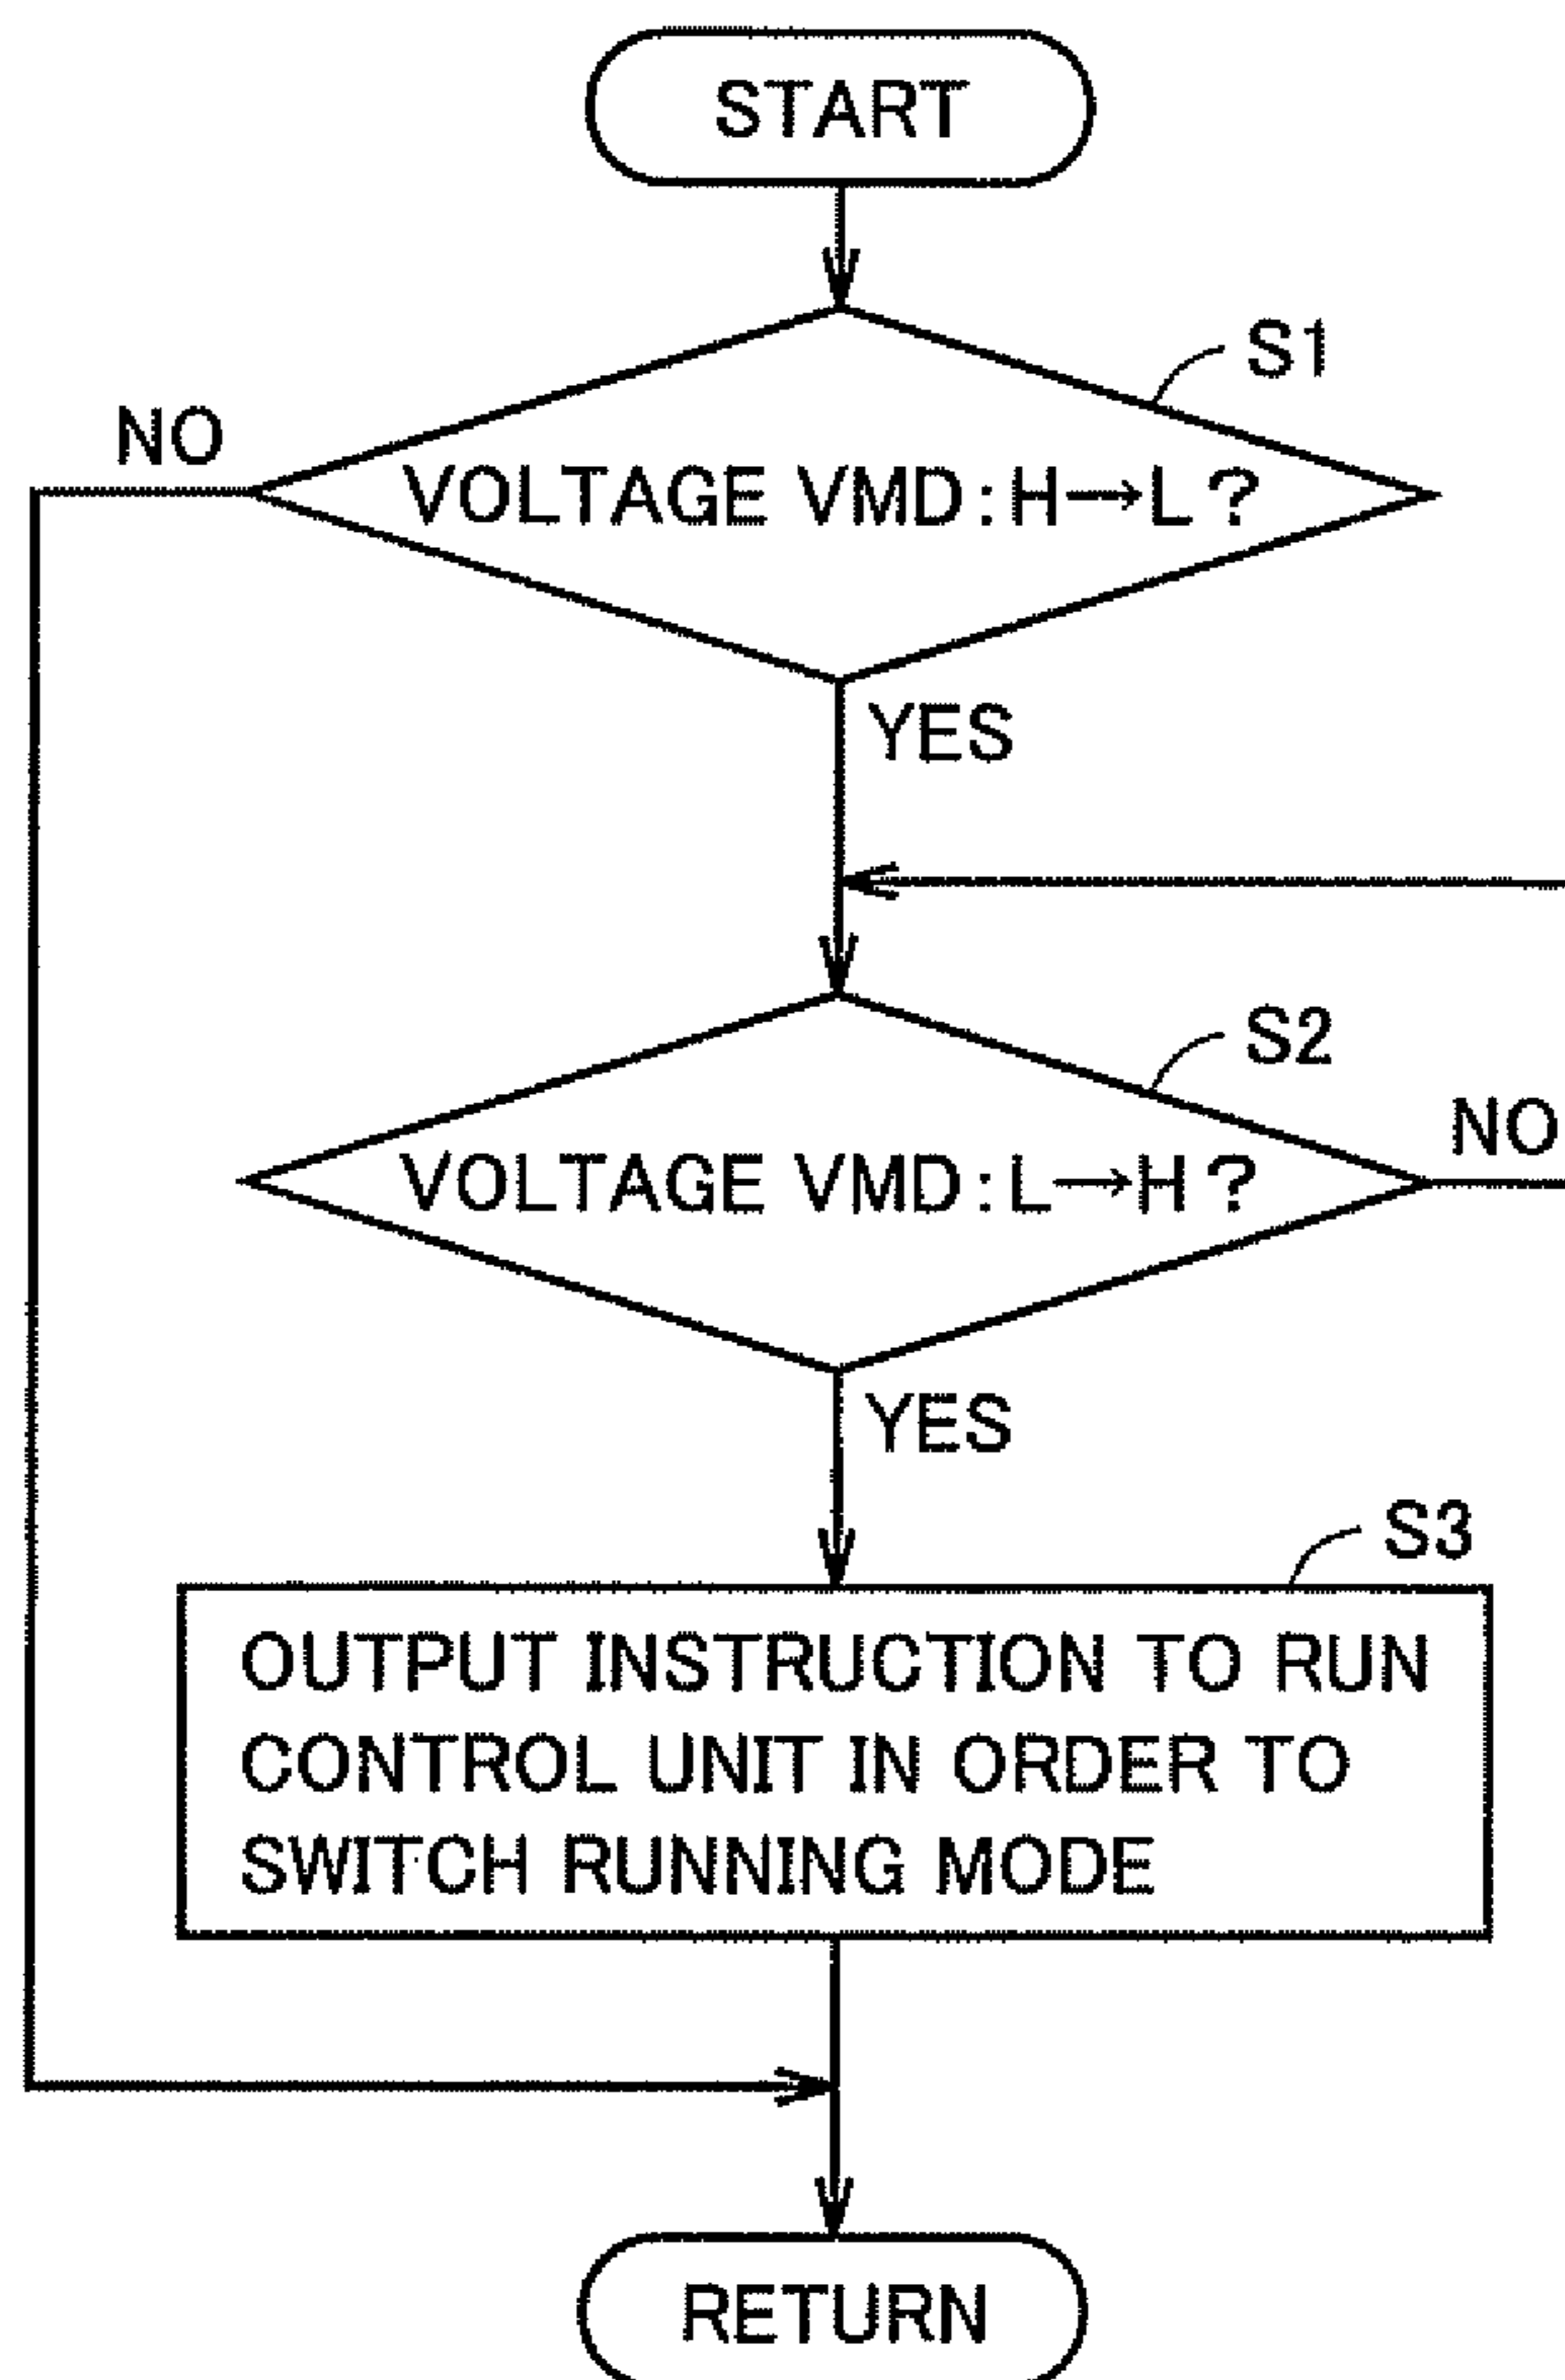 START
S1
NO
VOLTAGE VMD:H→L?
YES
S2
NO
VOLTAGE VMD:L→H?
YES
S3
OUTPUT INSTRUCTION TO RUN
CONTROL UNIT IN ORDER TO
SWITCH RUNNING MODE
RETURN